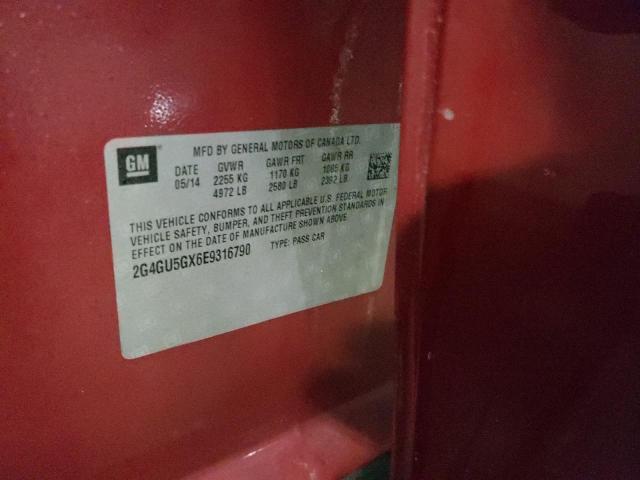 GM
MFD BY GENERAL MOTORS OF CANADA LTD.
DATE GVWR GAWR FRT GAWR RR
05/14 2255 KG 1170 KG 1085 KG
4972 LB 2580 LB 2392 LB
THIS VEHICLE CONFORMS TO ALL APPLICABLE U.S. FEDERAL MOTOR
VEHICLE SAFETY, BUMPER, AND THEFT PREVENTION STANDARDS IN
EFFECT ON THE DATE OF MANUFACTURE SHOWN ABOVE.
2G4GU5GX6E9316790 TYPE: PASS CAR